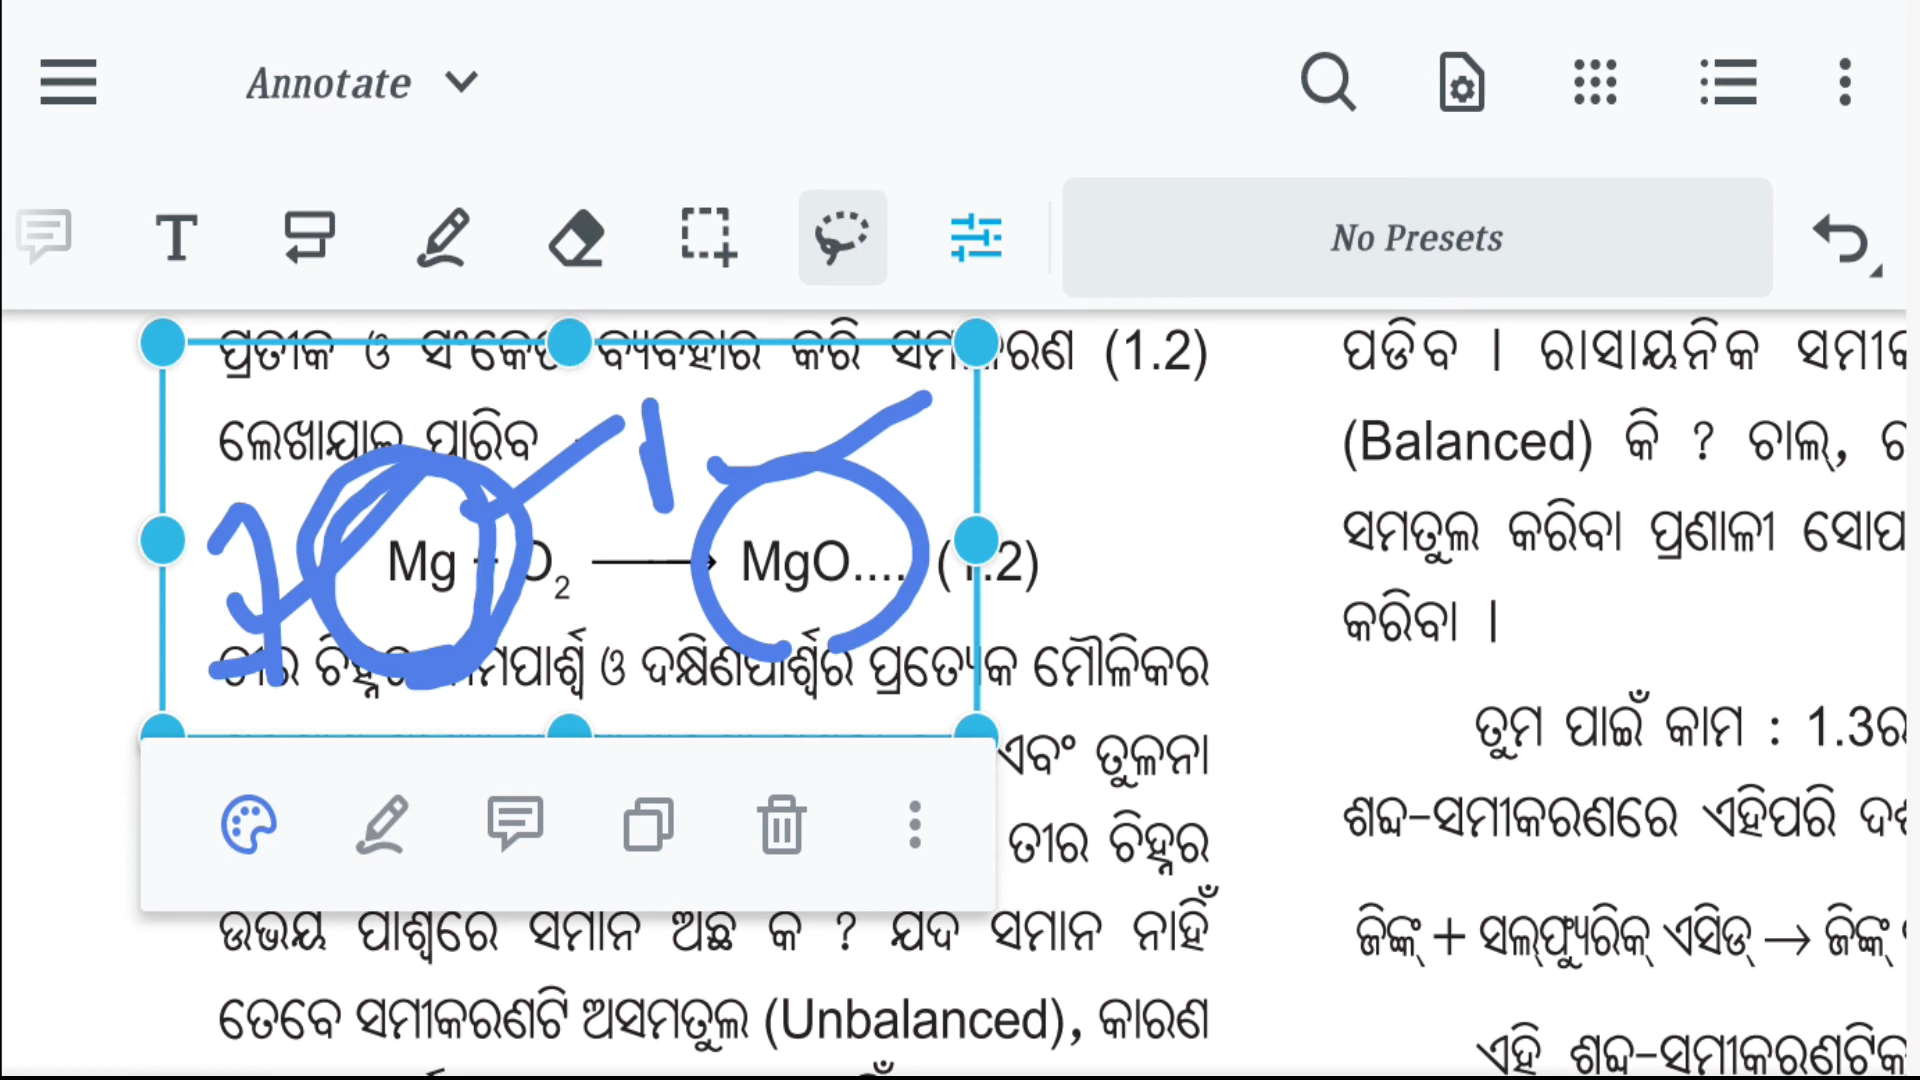 Annotate
No Presets
ପ୍ରତୀକ ଓ ସଂକେତ ବ୍ୟବହାର କରି ସମୀକରଣ (1.2)
ଲେଖାଯାଇ ପାରିବ
Mg + O2 ⟶ MgO.... (1.2)
ତୀର ଚିହ୍ନର ବାମପାର୍ଶ୍ୱ ଓ ଦକ୍ଷିଣପାର୍ଶ୍ୱର ପ୍ରତ୍ୟେକ ମୌଳିକର
ଏବଂ ତୁଳନା
ତୀର ଚିହ୍ନର
ଉଭୟ ପାର୍ଶ୍ୱରେ ସମାନ ଅଛି କି ? ଯଦି ସମାନ ନାହିଁ
ତେବେ ସମୀକରଣଟି ଅସମତୁଲ (Unbalanced), କାରଣ
ପଡିବ | ରାସାୟନିକ ସମୀକ
(Balanced) କି ? ଚାଲ୍,
ସମତୁଲ କରିବା ପ୍ରଣାଳୀ ସୋପ
କରିବା |
ତୁମ ପାଇଁ କାମ : 1.3ର
ଶବ୍ଦ-ସମୀକରଣରେ ଏହିପରି
ଜିଙ୍କ୍ + ସଲ୍‌ଫ୍ୟୁରିକ୍ ଏସିଡ୍ → ଜିଙ୍କ୍
ଏହି ଶବ୍ଦ-ସମୀକରଣଟିକ